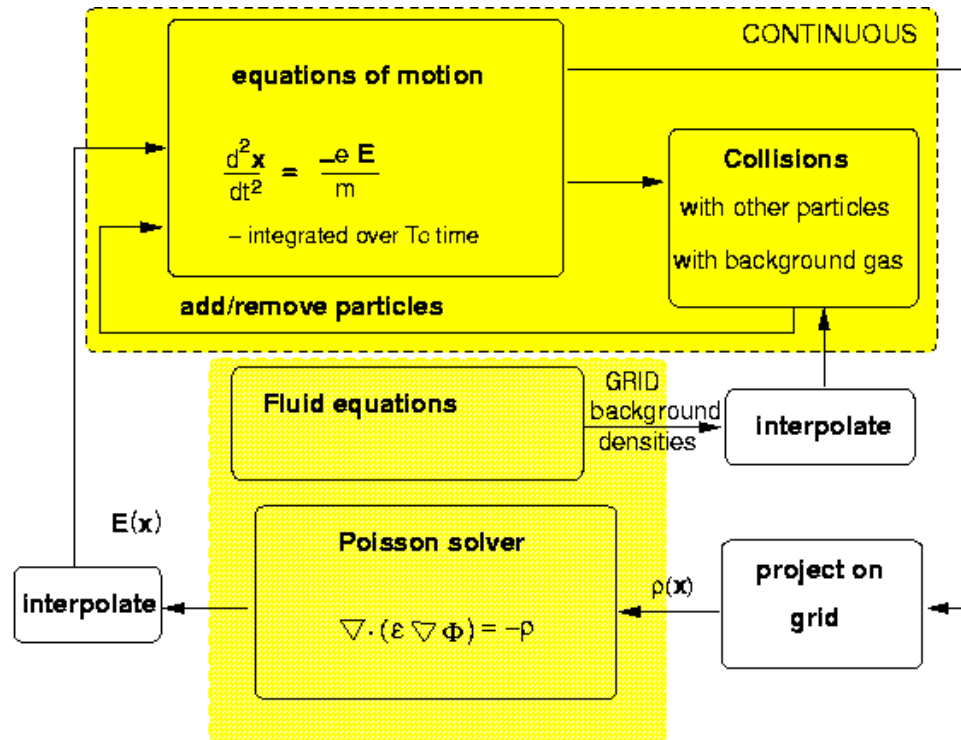 CONTINUOUS
equations of motion
d²x/dt² = –e E/m
– integrated over Tc time
Collisions
with other particles
with background gas
add/remove particles
Fluid equations
GRID
background
densities
interpolate
E(x)
interpolate
Poisson solver
∇·(ε ∇ Φ) = –ρ
ρ(x)
project on
grid